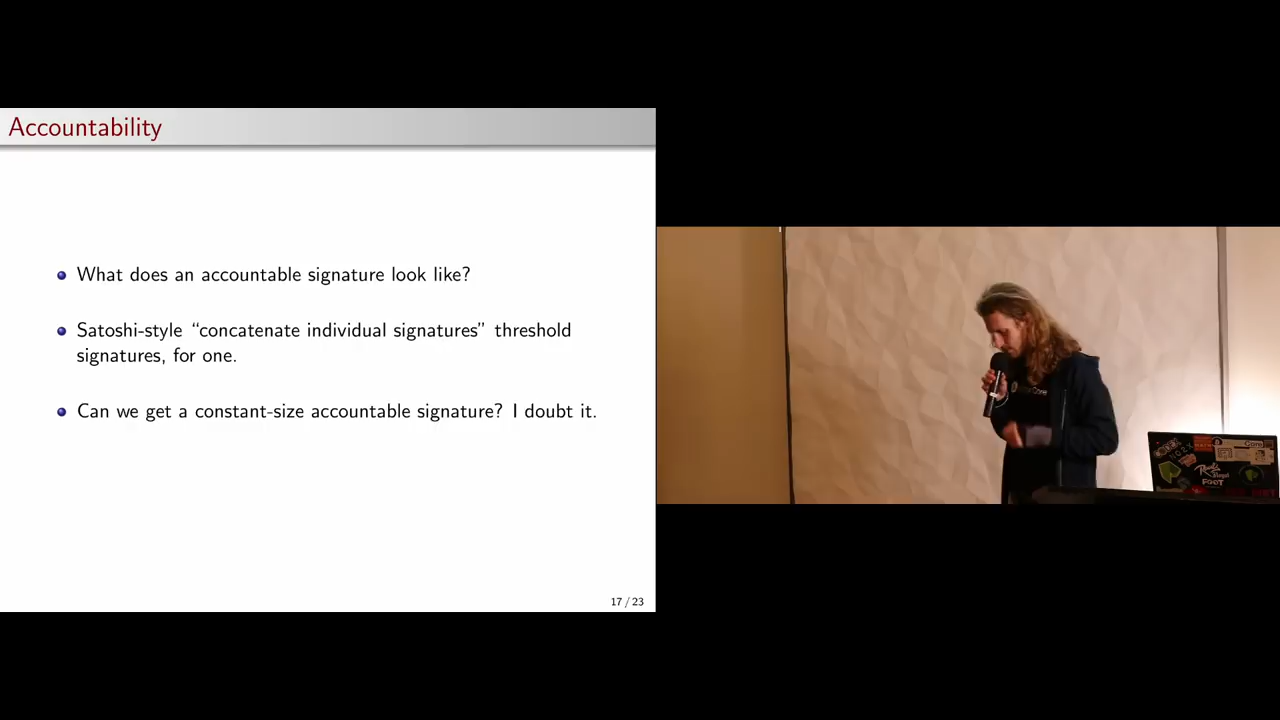 Accountability
What does an accountable signature look like?
Satoshi-style “concatenate individual signatures” threshold
signatures, for one.
Can we get a constant-size accountable signature? I doubt it.
17 / 23
FOOT